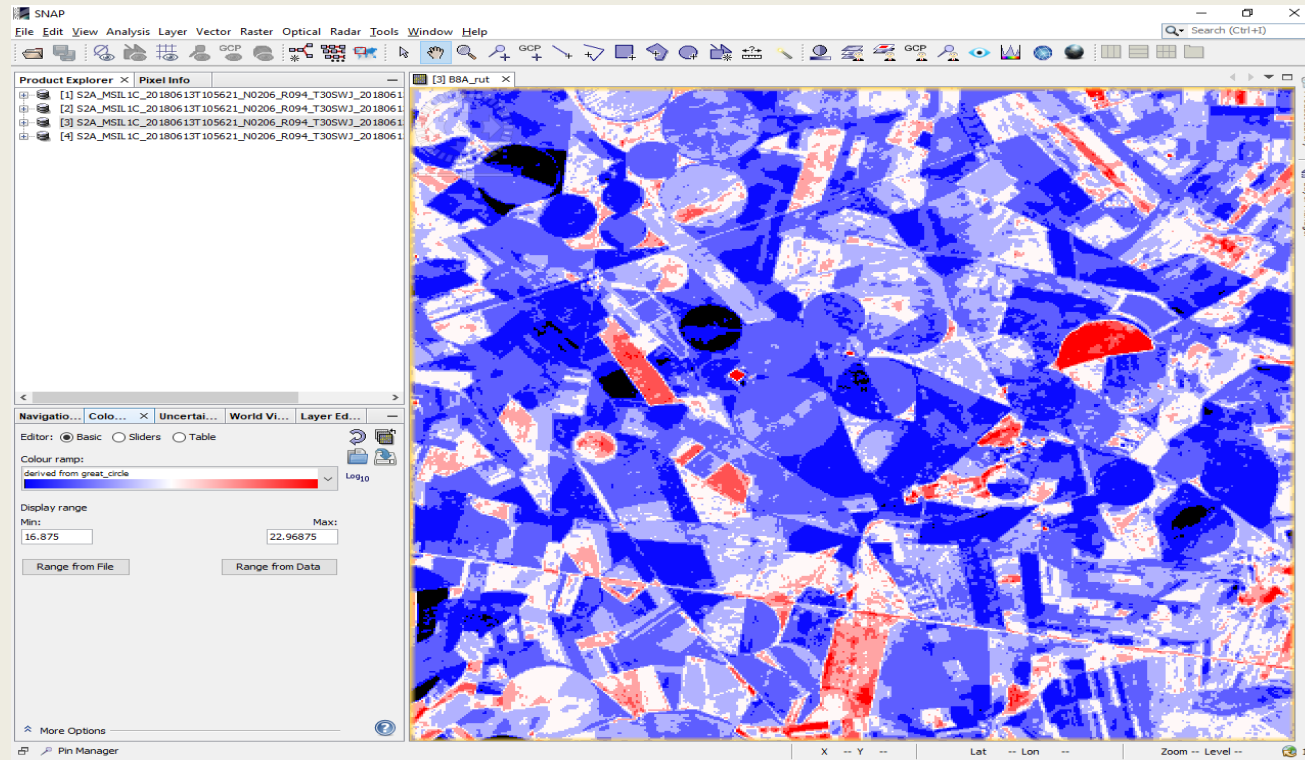 SNAP
File Edit View Analysis Layer Vector Raster Optical Radar Tools Window Help
Search (Ctrl+I)
GCP GCP GCP
Product Explorer × Pixel Info
[3] B8A_rut ×
[1] S2A_MSIL1C_20180613T105621_N0206_R094_T30SWJ_2018061
[2] S2A_MSIL1C_20180613T105621_N0206_R094_T30SWJ_2018061
[3] S2A_MSIL1C_20180613T105621_N0206_R094_T30SWJ_2018061
[4] S2A_MSIL1C_20180613T105621_N0206_R094_T30SWJ_2018061
Navigatio... Colo... × Uncertai... World Vi... Layer Ed...
Editor: Basic Sliders Table
Colour ramp:
derived from great_circle
Log10
Display range
Min: Max:
16.875 22.96875
Range from File Range from Data
More Options
Pin Manager
X -- Y -- Lat -- Lon -- Zoom -- Level --